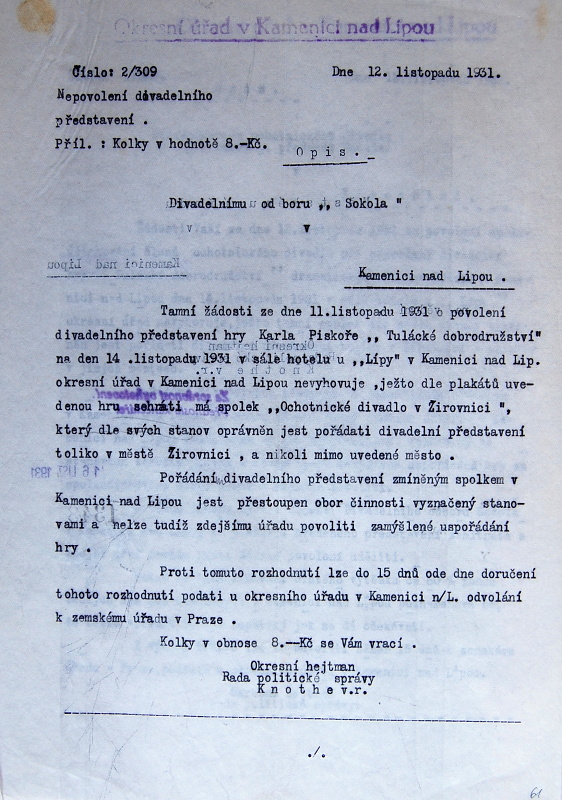 Okresní úřad v Kamenici nad Lipou
Číslo: 2/309
Dne 12. listopadu 1931.
Nepovolení divadelního
představení .
Příl. : Kolky v hodnotě 8.-Kč.
O p i s . -
Divadelnímu od boru ,, Sokola "
v
Kamenici nad Lipou .
Tamní žádosti ze dne 11.listopadu 1931 o povolení
divadelního představení hry Karla Piskoře ,, Tulácké dobrodružství"
na den 14 .listopadu 1931 v sále hotelu u ,,Lípy" v Kamenici nad Lip.
okresní úřad v Kamenici nad Lipou nevyhovuje ,ježto dle plakátů uve-
denou hru sehráti má spolek ,,Ochotnické divadlo v Žirovnici ",
který dle svých stanov oprávněn jest pořádati divadelní představení
toliko v městě Žirovnici , a nikoli mimo uvedené město .
Pořádání divadelního představení zmíněným spolkem v
Kamenici nad Lipou jest přestoupen obor činnosti vyznačený stano-
vami a nelze tudíž zdejšímu úřadu povoliti zamýšlené uspořádání
hry .
Proti tomuto rozhodnutí lze do 15 dnů ode dne doručení
tohoto rozhodnutí podati u okresního úřadu v Kamenici n/L. odvolání
k zemskému úřadu v Praze .
Kolky v obnose 8.--Kč se Vám vrací .
Okresní hejtman
Rada politické správy
K n o t h e v.r.
./.
61